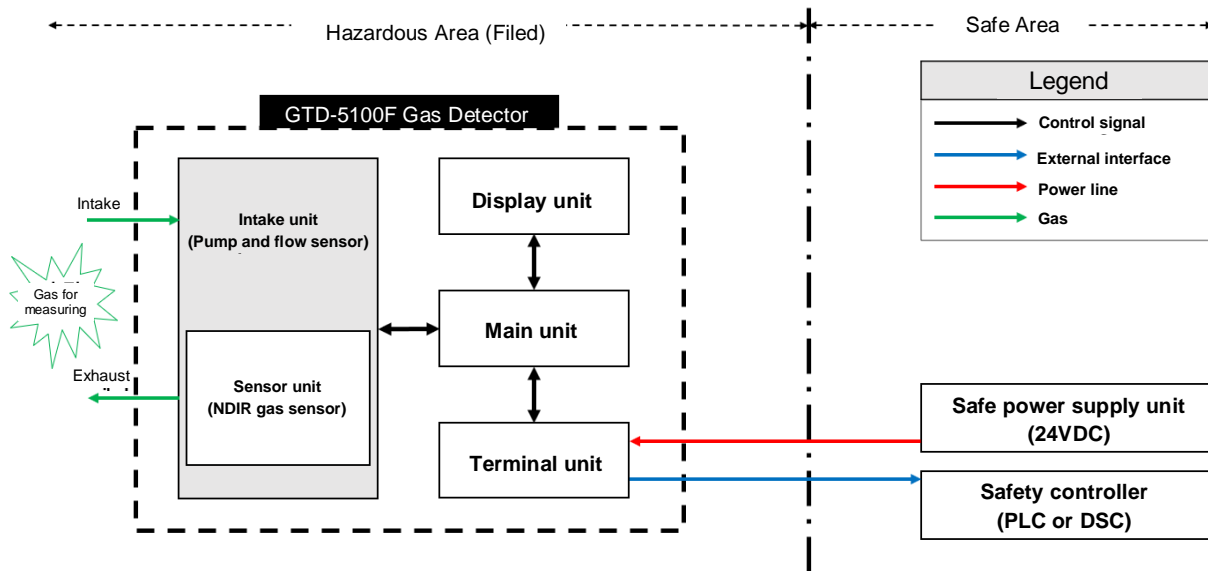 Hazardous Area (Filed)
Safe Area
Legend
Control signal
External interface
Power line
Gas
GTD-5100F Gas Detector
Intake
Intake unit
(Pump and flow sensor)
Display unit
Gas for
measuring
Main unit
Exhaust
Sensor unit
(NDIR gas sensor)
Terminal unit
Safe power supply unit
(24VDC)
Safety controller
(PLC or DSC)